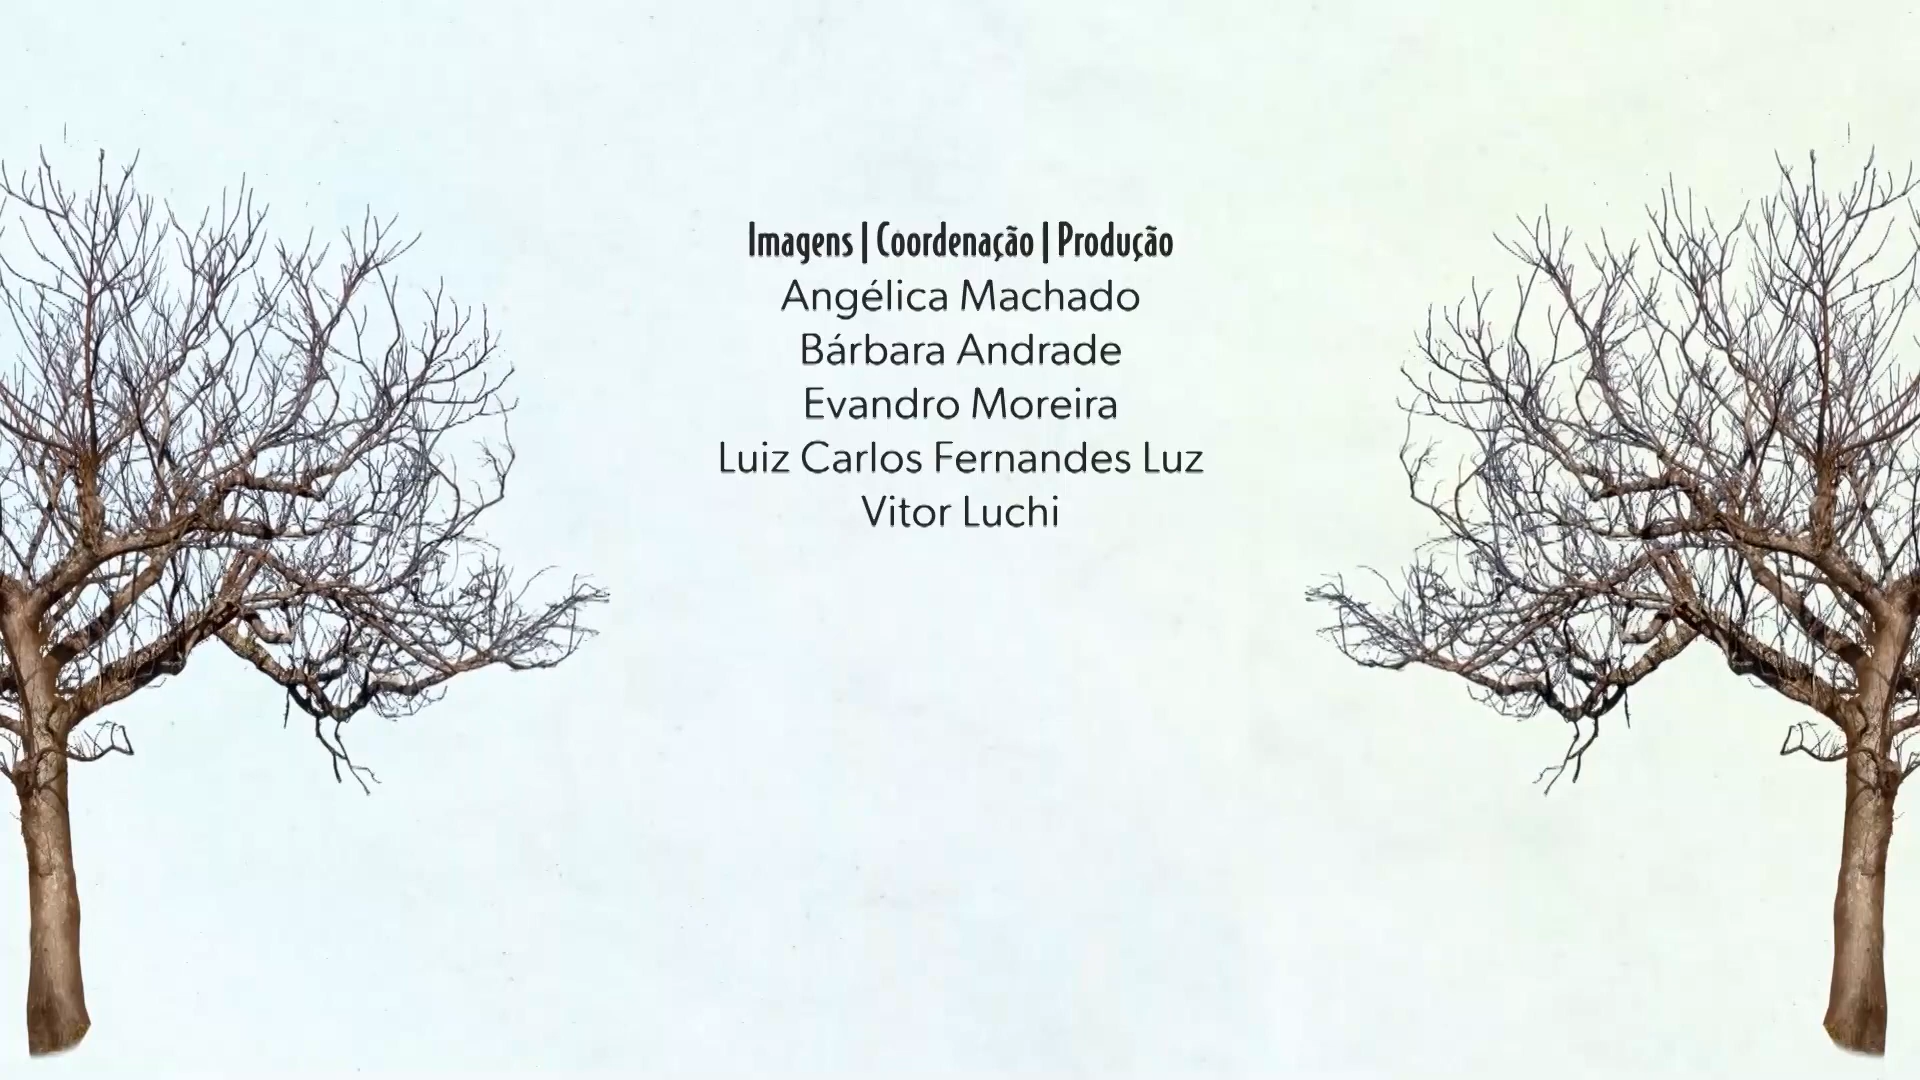 Imagens | Coordenação | Produção
Angélica Machado
Bárbara Andrade
Evandro Moreira
Luiz Carlos Fernandes Luz
Vitor Luchi